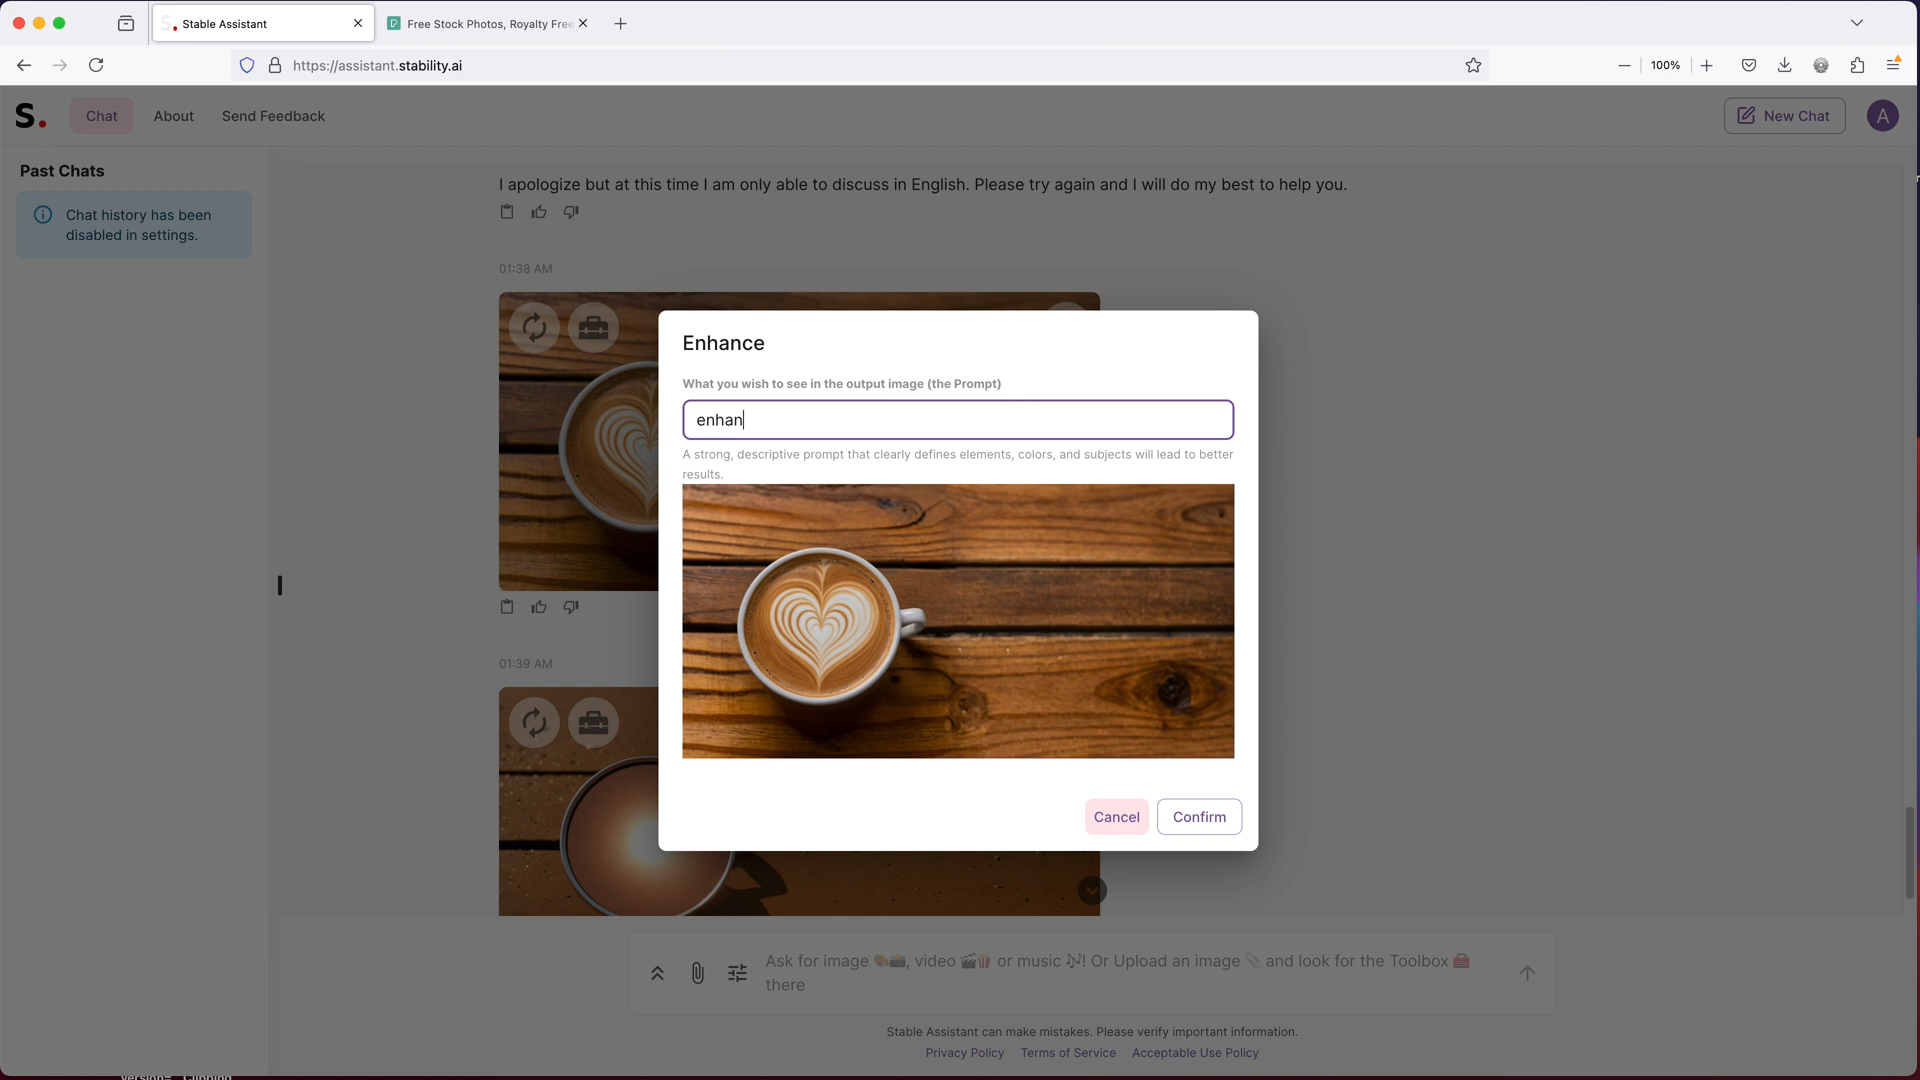 Stable Assistant
Free Stock Photos, Royalty Free
https://assistant.stability.ai
100%
S.
Chat
About
Send Feedback
New Chat
A
Past Chats
Chat history has been
disabled in settings.
I apologize but at this time I am only able to discuss in English. Please try again and I will do my best to help you.
01:38 AM
Enhance
What you wish to see in the output image (the Prompt)
enhan
A strong, descriptive prompt that clearly defines elements, colors, and subjects will lead to better
results.
01:39 AM
Cancel
Confirm
Ask for image 🎨📸, video 🎬🍿 or music 🎶! Or Upload an image 📎 and look for the Toolbox 🧰
there
Stable Assistant can make mistakes. Please verify important information.
Privacy Policy
Terms of Service
Acceptable Use Policy